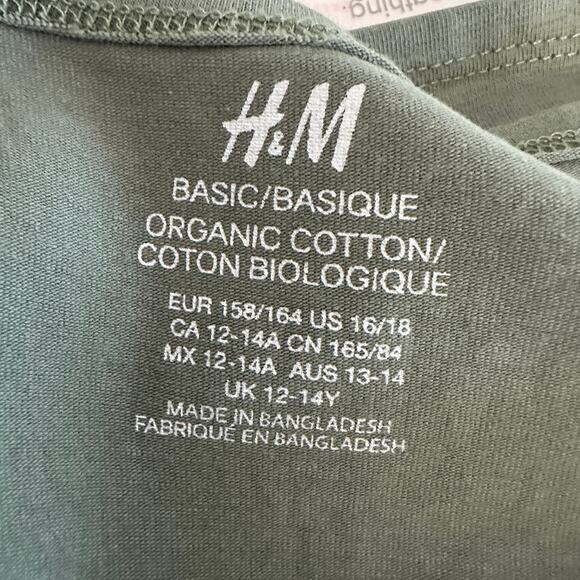 othing
H&M
BASIC/BASIQUE
ORGANIC COTTON/
COTON BIOLOGIQUE
EUR 158/164 US 16/18
CA 12-14A CN 165/84
MX 12-14A AUS 13-14
UK 12-14Y
MADE IN BANGLADESH
FABRIQUÉ EN BANGLADESH